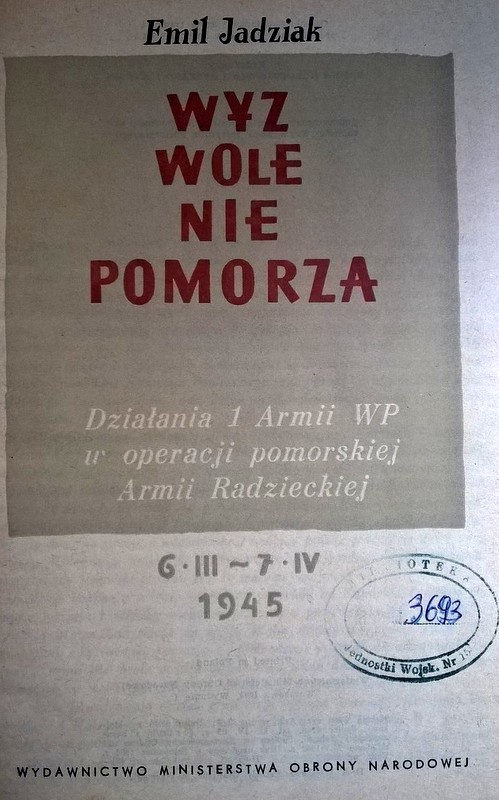 Emil Jadziak
WYZ
WOLE
NIE
POMORZA
Działania 1 Armii WP
w operacji pomorskiej
Armii Radzieckiej
6·III ~ 7·IV
1945
BIBLIOTEKA
3693
Jednostki Wojsk. Nr
WYDAWNICTWO MINISTERSTWA OBRONY NARODOWEJ